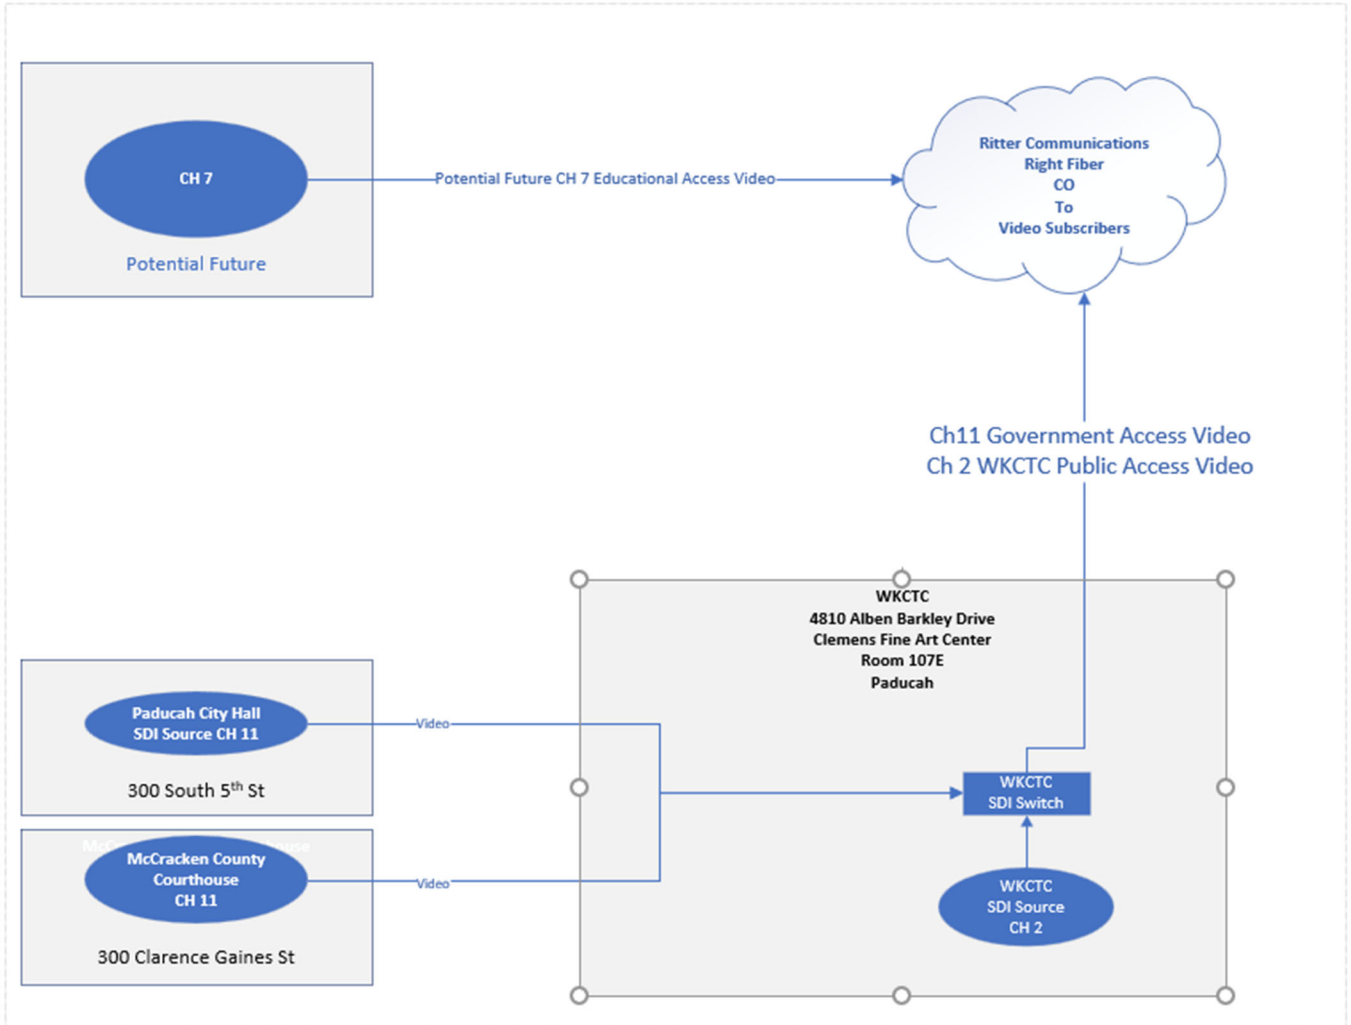 CH 7
Potential Future
Potential Future CH 7 Educational Access Video
Ritter Communications
Right Fiber
CO
To
Video Subscribers
Ch11 Government Access Video
Ch 2 WKCTC Public Access Video
WKCTC
4810 Alben Barkley Drive
Clemens Fine Art Center
Room 107E
Paducah
Paducah City Hall
SDI Source CH 11
300 South 5th St
Video
McCracken County
Courthouse
CH 11
300 Clarence Gaines St
Video
WKCTC
SDI Switch
WKCTC
SDI Source
CH 2